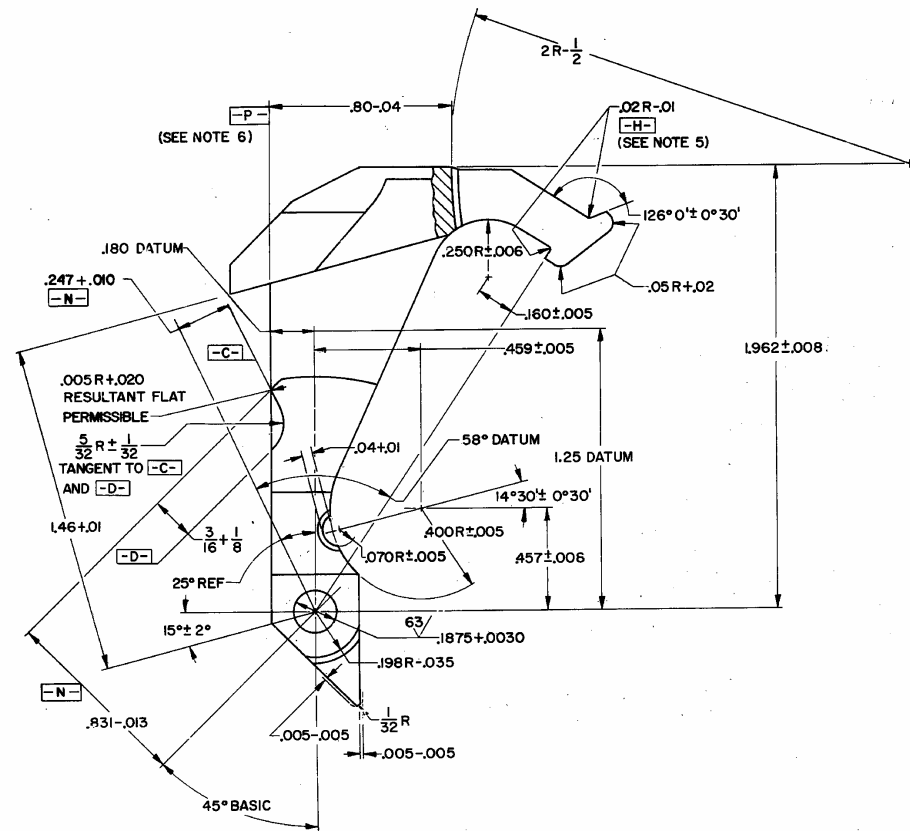 2R-1/2
.80-.04
-P-
(SEE NOTE 6)
.02R-.01
-H-
(SEE NOTE 5)
126°0'±0°30'
.180 DATUM
.250R±.006
.05R+.02
.247+.010
-N-
.160±.005
-C-
.459±.005
1.962±.008
.005R+.020
RESULTANT FLAT
PERMISSIBLE
5/32 R ± 1/32
TANGENT TO -C-
AND -D-
.04+.01
58° DATUM
1.25 DATUM
14°30'±0°30'
1.46+.01
3/16 + 1/8
.400R±.005
-D-
.070R±.005
.457±.006
25° REF
63
15°±2°
.1875+.0030
.198R-.035
-N-
.831-.013
1/32 R
.005-.005
.005-.005
45° BASIC